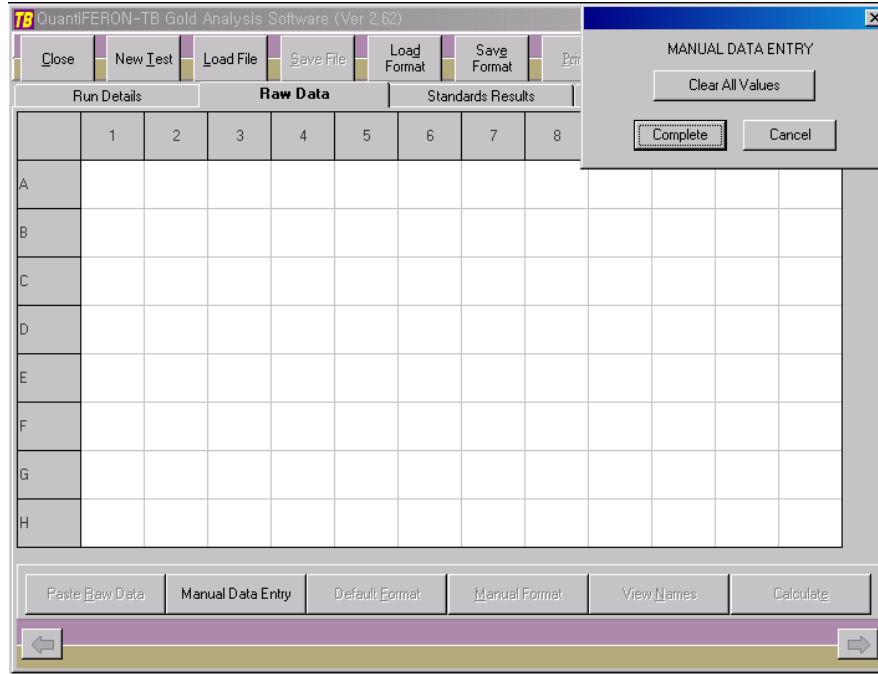 TB QuantiFERON-TB Gold Analysis Software (Ver 2,62)
MANUAL DATA ENTRY
Clear All Values
Complete Cancel
Close New Test Load File Save File Load Format Save Format
Run Details Raw Data Standards Results
1 2 3 4 5 6 7 8
A
B
C
D
E
F
G
H
Paste Raw Data Manual Data Entry Default Format Manual Format View Names Calculate